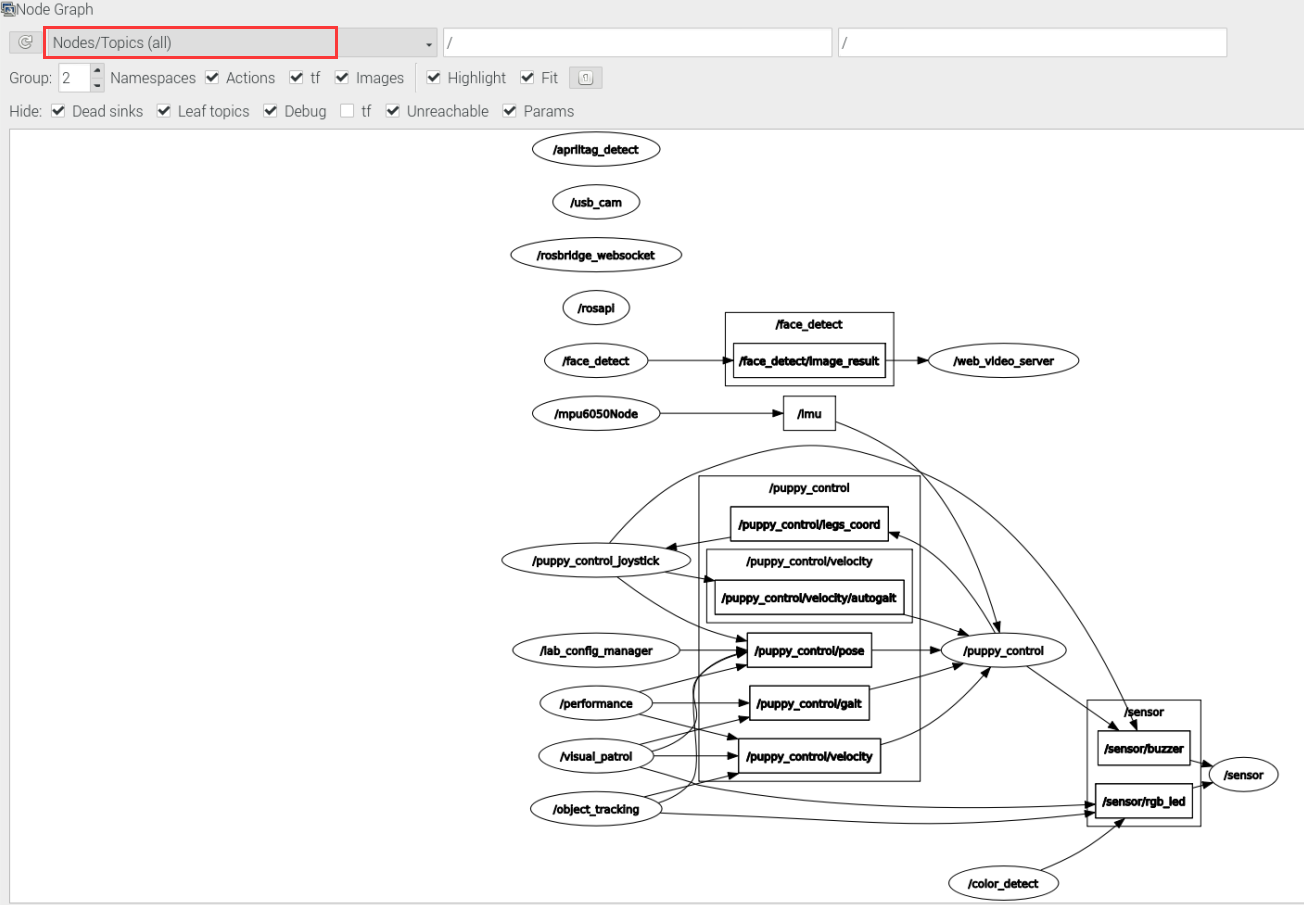 Node Graph
Nodes/Topics (all)
/
/
Group: 2 Namespaces Actions tf Images Highlight Fit
Hide: Dead sinks Leaf topics Debug tf Unreachable Params
/apriltag_detect
/usb_cam
/rosbridge_websocket
/rosapi
/face_detect
/face_detect
/face_detect/image_result
/web_video_server
/mpu6050Node
/imu
/puppy_control
/puppy_control/legs_coord
/puppy_control_joystick
/puppy_control/velocity
/puppy_control/velocity/autogait
/lab_config_manager
/puppy_control/pose
/puppy_control
/performance
/puppy_control/gait
/sensor
/visual_patrol
/puppy_control/velocity
/sensor/buzzer
/sensor
/object_tracking
/sensor/rgb_led
/color_detect